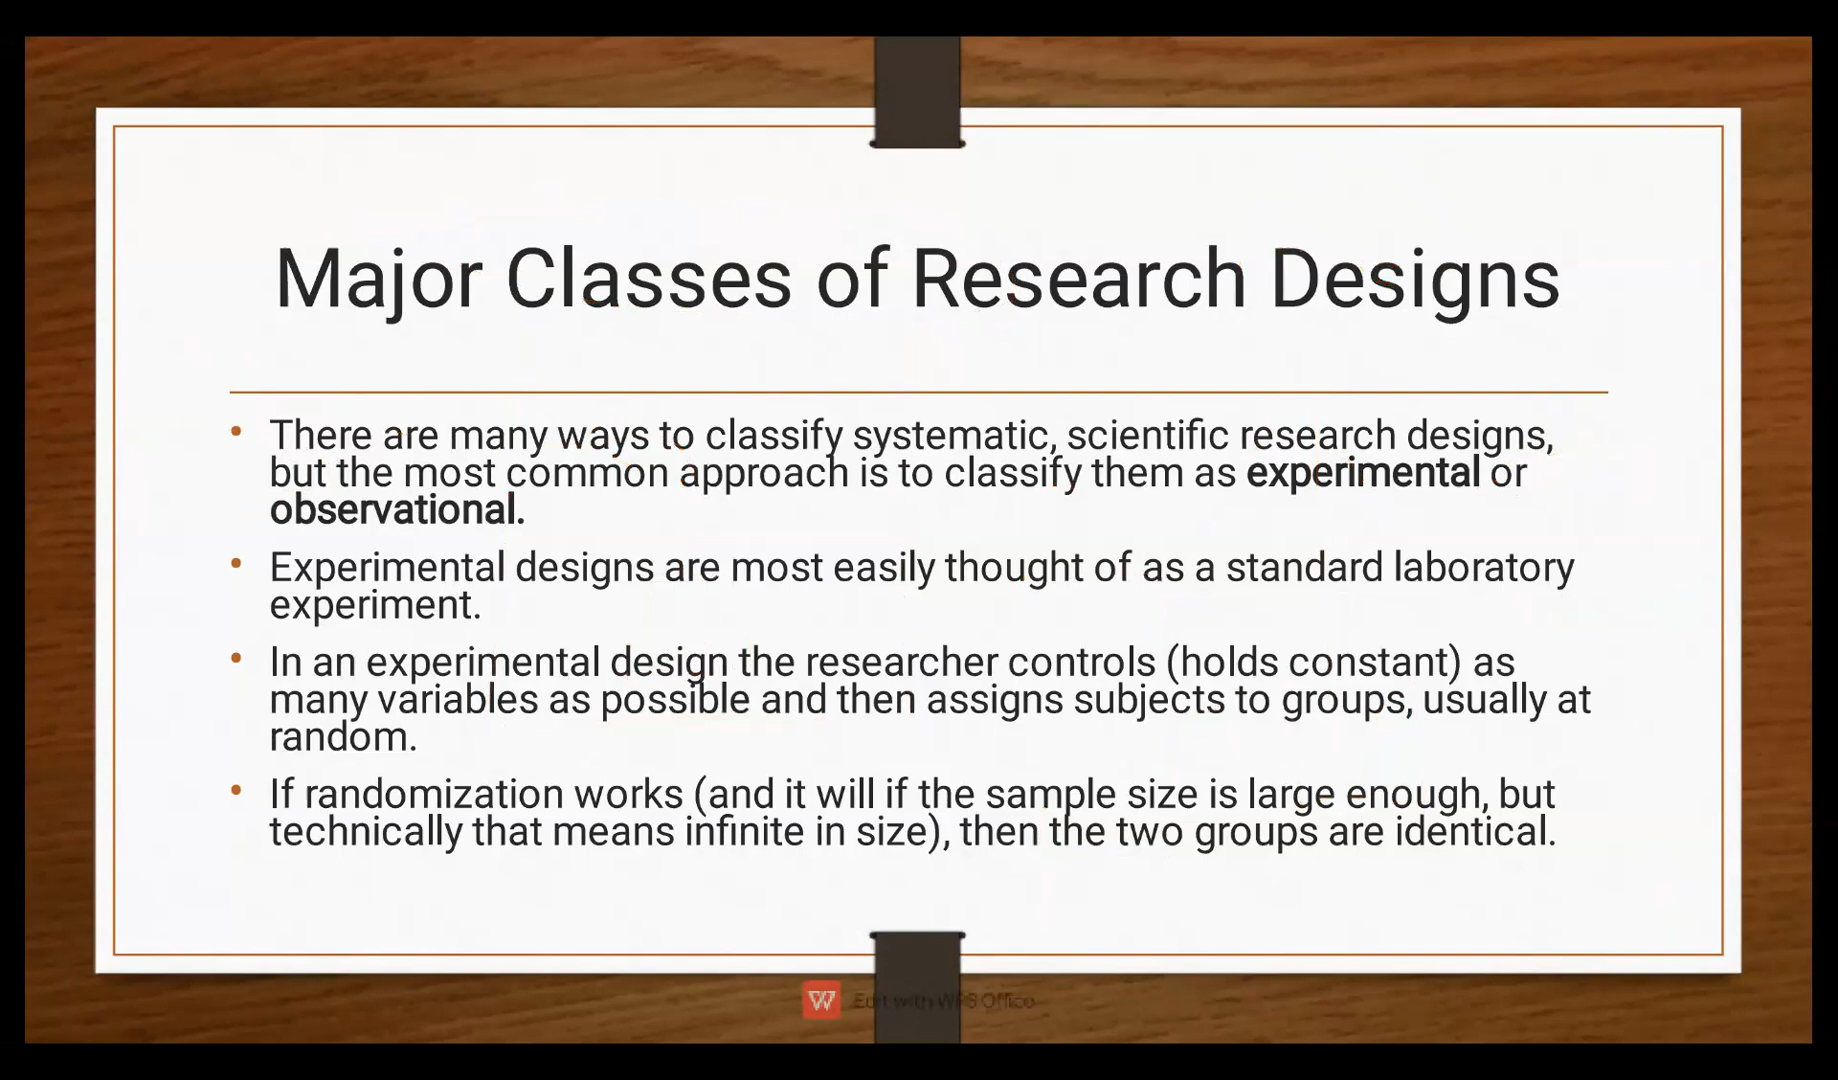 Major Classes of Research Designs
• There are many ways to classify systematic, scientific research designs,
but the most common approach is to classify them as experimental or
observational.
• Experimental designs are most easily thought of as a standard laboratory
experiment.
• In an experimental design the researcher controls (holds constant) as
many variables as possible and then assigns subjects to groups, usually at
random.
• If randomization works (and it will if the sample size is large enough, but
technically that means infinite in size), then the two groups are identical.
Edit with WPS Office